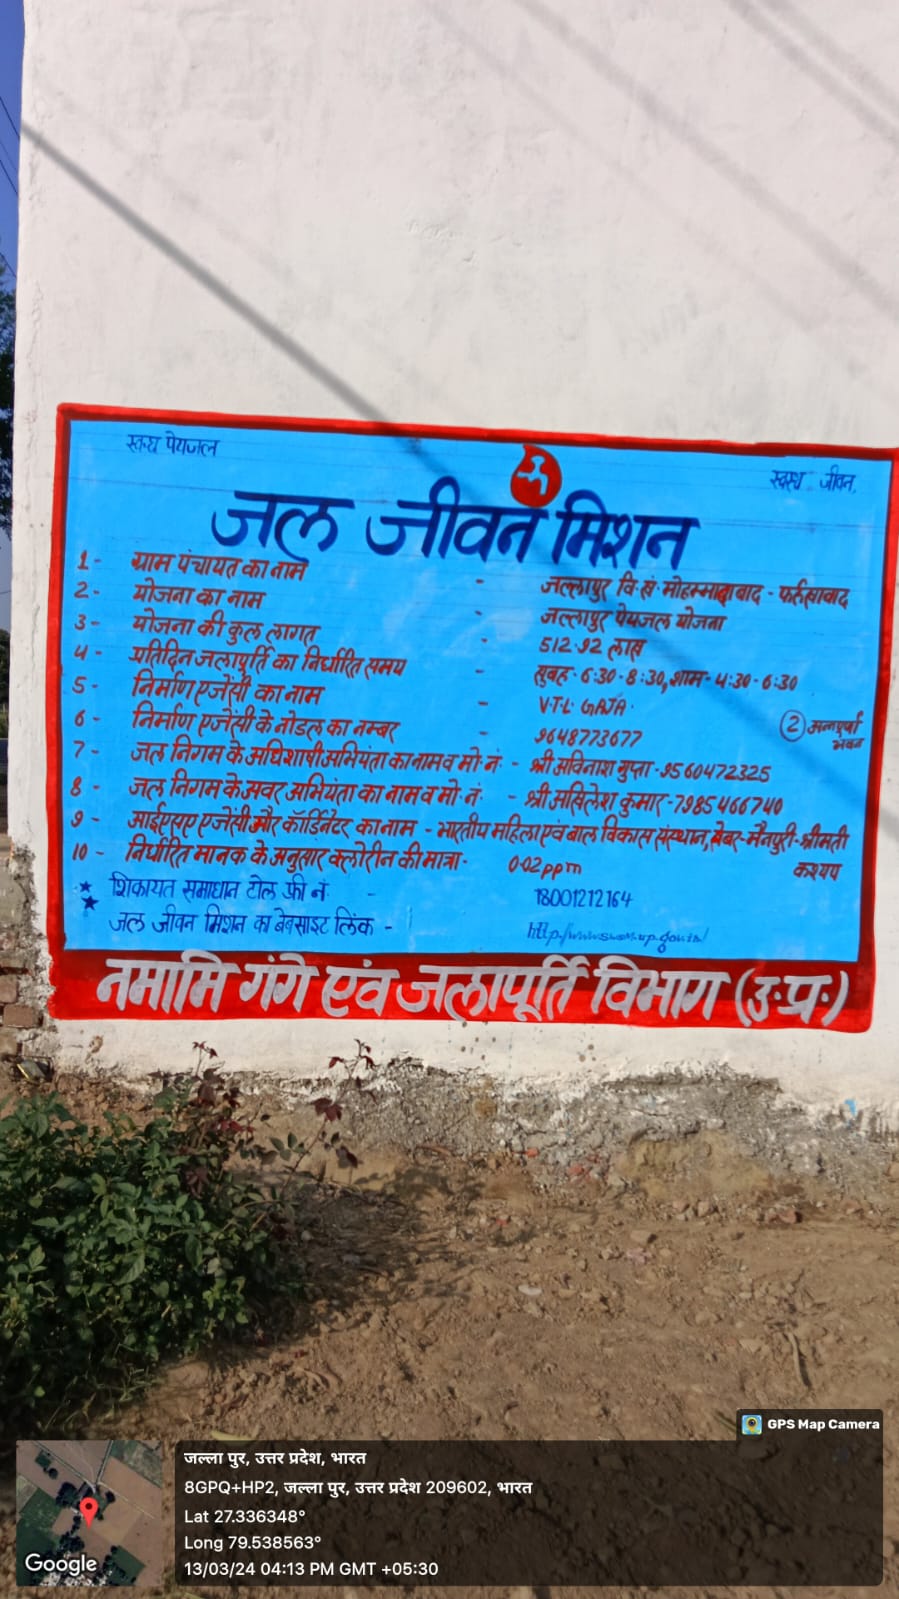 स्वच्छ पेयजल
स्वस्थ जीवन.
जल जीवन मिशन
1- ग्राम पंचायत का नाम - जल्लापुर वि.खं. मोहम्मादाबाद - फर्रुखाबाद
2- योजना का नाम - जल्लापुर पेयजल योजना
3- योजना की कुल लागत - 512.92 लाख
4- प्रतिदिन जलापूर्ति का निर्धारित समय - सुबह-6:30-8:30, शाम-4:30-6:30
5- निर्माण एजेंसी का नाम - V.T.L. GAJA.
6- निर्माण एजेंसी के नोडल का नम्बर - 9648773677
② अन्नपूर्णा भवन
7- जल निगम के अधिशाषी अभियंता का नाम व मो. नं. - श्री अविनाश गुप्ता-9560472325
8- जल निगम के अवर अभियंता का नाम व मो. नं. - श्री अखिलेश कुमार-7985466740
9- आईएसए एजेंसी और कॉर्डिनेटर का नाम - भारतीय महिला एवं बाल विकास संस्थान, बेबर-मैनपुरी-श्रीमती
कश्यप
10- निर्धारित मानक के अनुसार क्लोरीन की मात्रा. 0.02ppm
★ शिकायत समाधान टोल फ्री नं. - 18001212164
★ जल जीवन मिशन का बेबसाइट लिंक -
नमामि गंगे एंव जलापूर्ति विभाग (उ.प्र.)
GPS Map Camera
जल्ला पुर, उत्तर प्रदेश, भारत
8GPQ+HP2, जल्ला पुर, उत्तर प्रदेश 209602, भारत
Lat 27.336348°
Long 79.538563°
13/03/24 04:13 PM GMT +05:30
Google